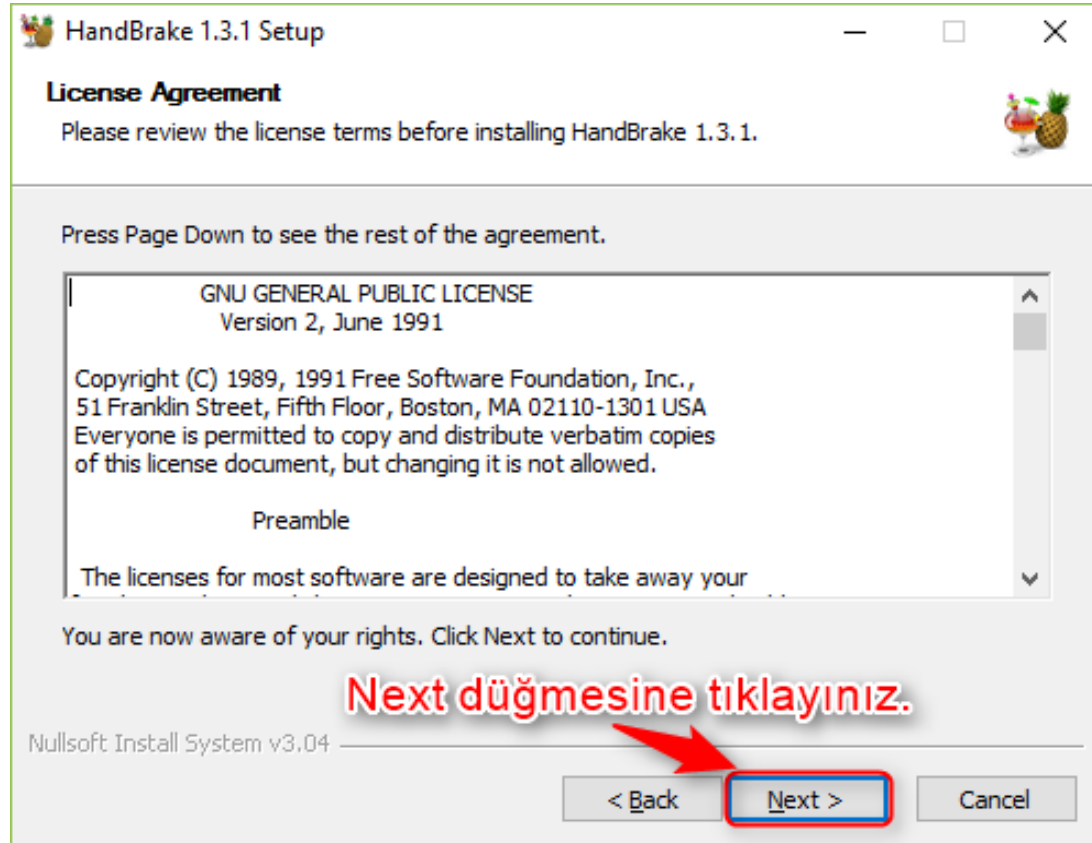 HandBrake 1.3.1 Setup
License Agreement
Please review the license terms before installing HandBrake 1.3.1.
Press Page Down to see the rest of the agreement.
GNU GENERAL PUBLIC LICENSE
Version 2, June 1991
Copyright (C) 1989, 1991 Free Software Foundation, Inc.,
51 Franklin Street, Fifth Floor, Boston, MA 02110-1301 USA
Everyone is permitted to copy and distribute verbatim copies
of this license document, but changing it is not allowed.
Preamble
The licenses for most software are designed to take away your
You are now aware of your rights. Click Next to continue.
Next düğmesine tıklayınız.
Nullsoft Install System v3.04
< Back Next > Cancel